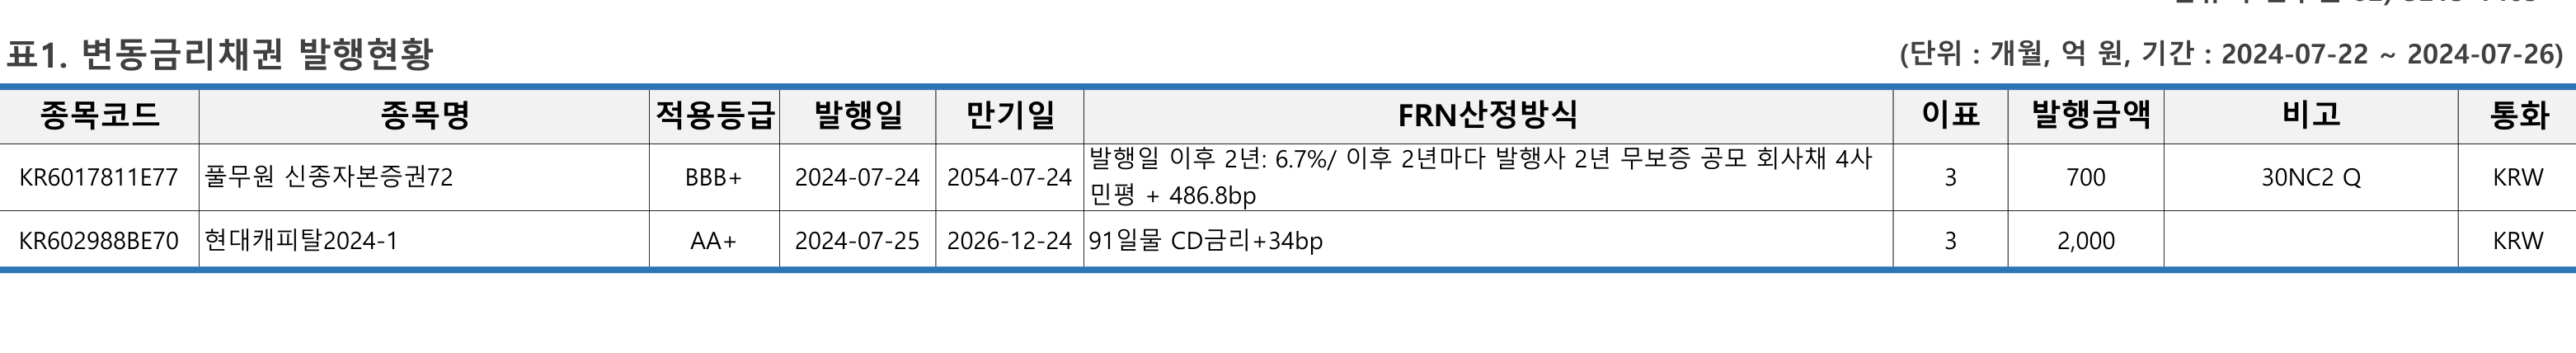 표1. 변동금리채권 발행현황 (단위 : 개월, 억 원, 기간 : 2024-07-22 ~ 2024-07-26)
종목코드 종목명 적용등급 발행일 만기일 FRN산정방식 이표 발행금액 비고 통화
KR6017811E77 풀무원 신종자본증권72 BBB+ 2024-07-24 2054-07-24 발행일 이후 2년: 6.7%/ 이후 2년마다 발행사 2년 무보증 공모 회사채 4사
민평 + 486.8bp 3 700 30NC2 Q KRW
KR602988BE70 현대캐피탈2024-1 AA+ 2024-07-25 2026-12-24 91일물 CD금리+34bp 3 2,000 KRW